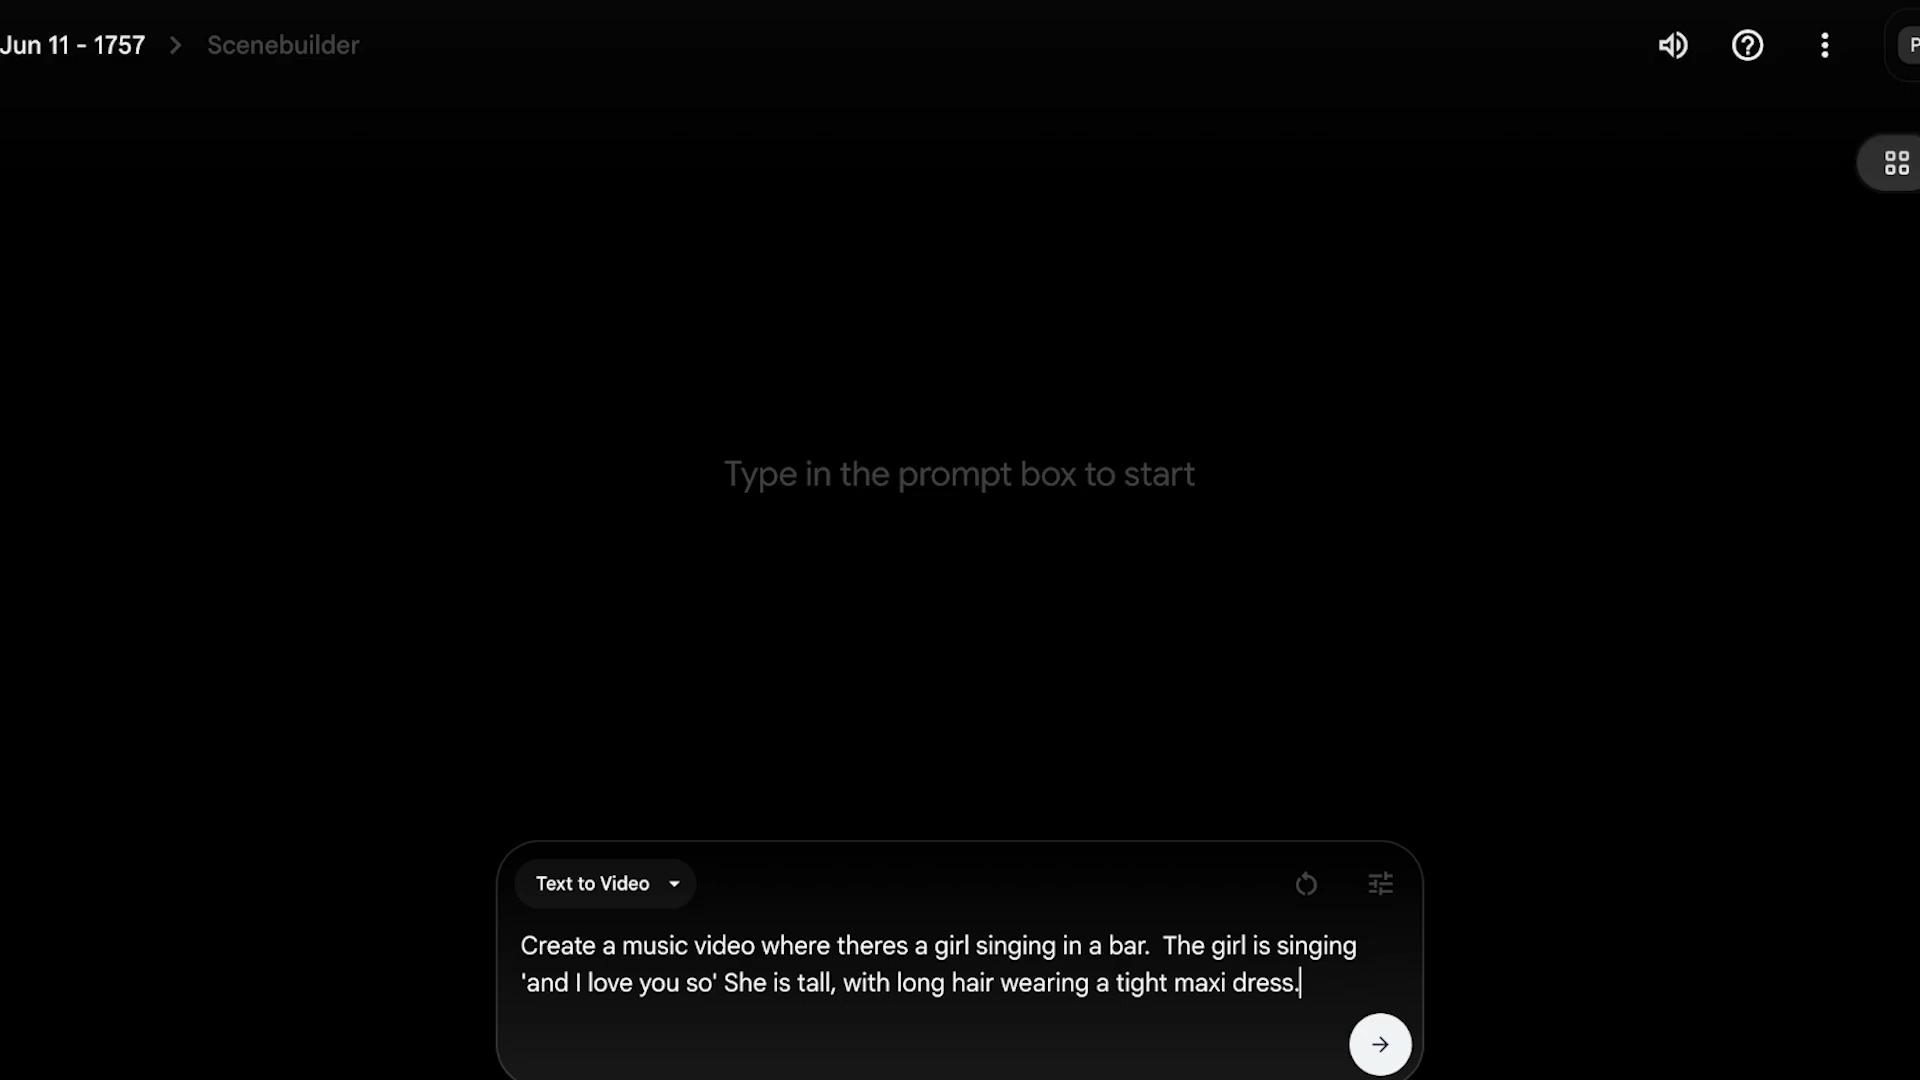 Jun 11 - 1757 > Scenebuilder
P
Type in the prompt box to start
Text to Video
Create a music video where theres a girl singing in a bar.  The girl is singing
'and I love you so' She is tall, with long hair wearing a tight maxi dress.